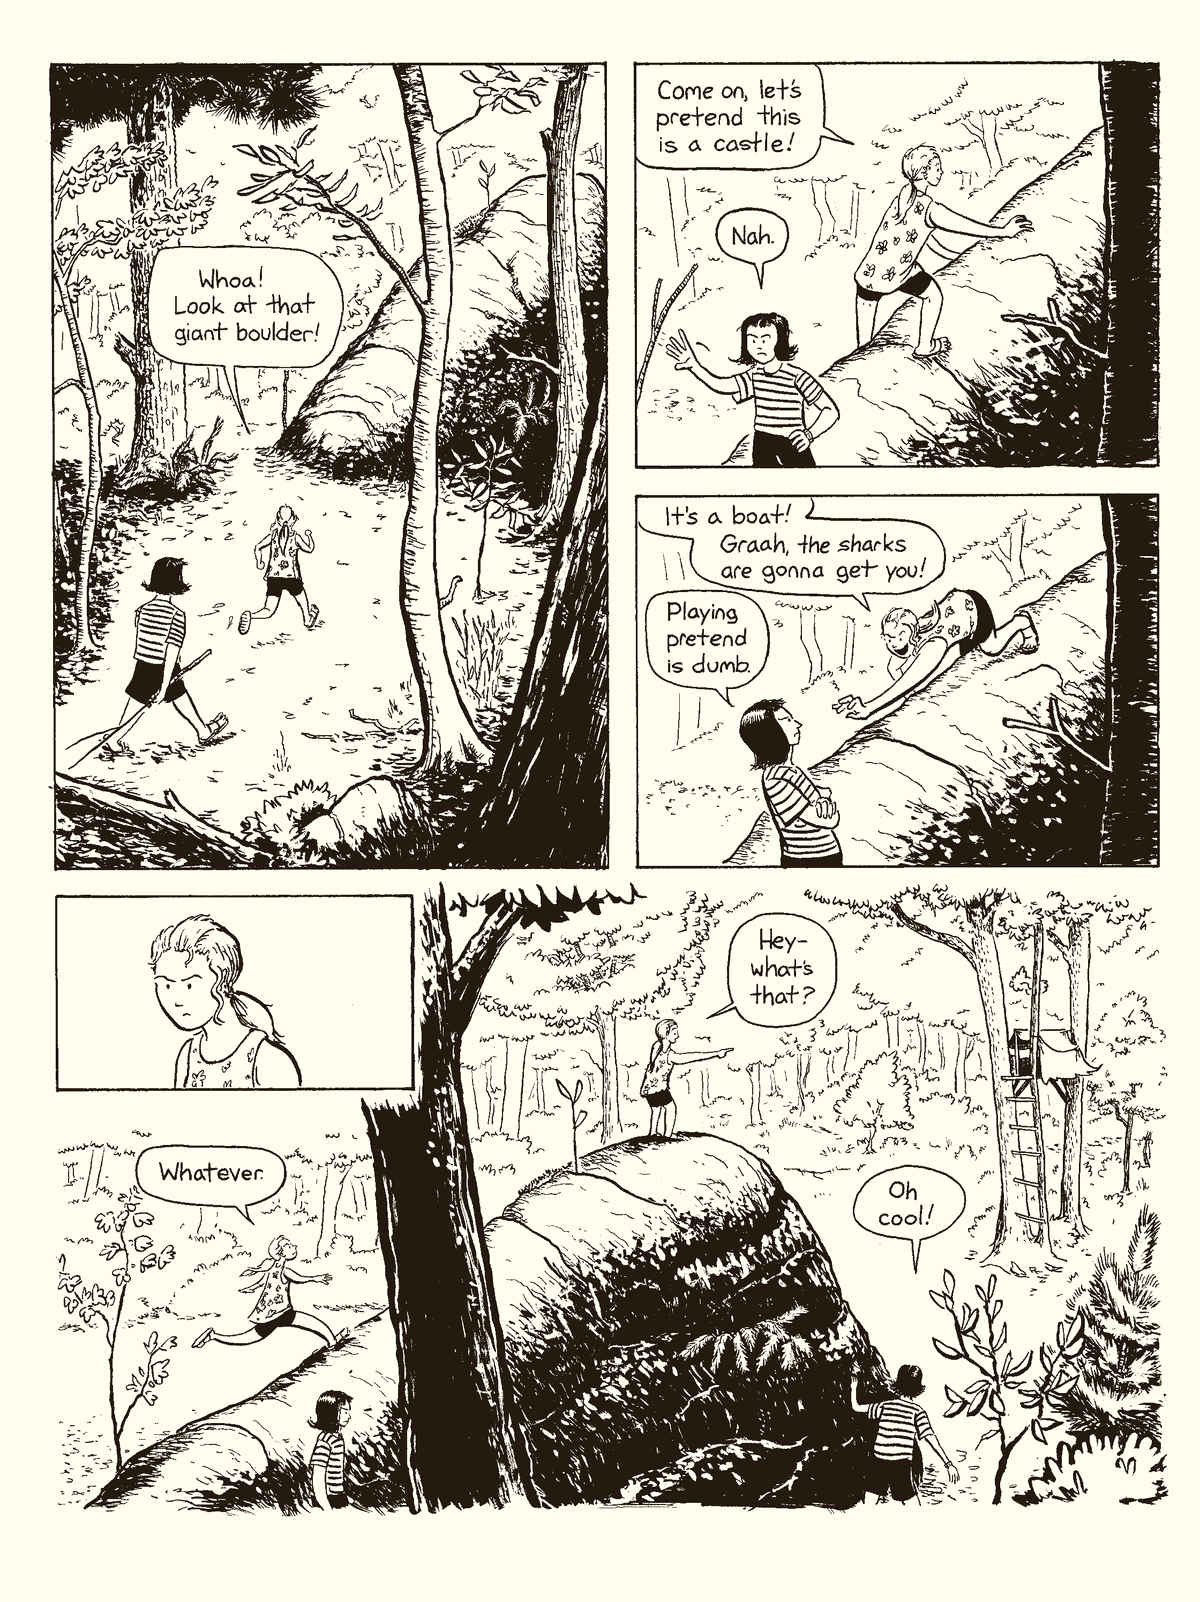 Whoa!
Look at that
giant boulder!
Come on, let's
pretend this
is a castle!
Nah.
It's a boat!
Graah, the sharks
are gonna get you!
Playing
pretend
is dumb.
Whatever.
Hey–
what's
that?
Oh
cool!